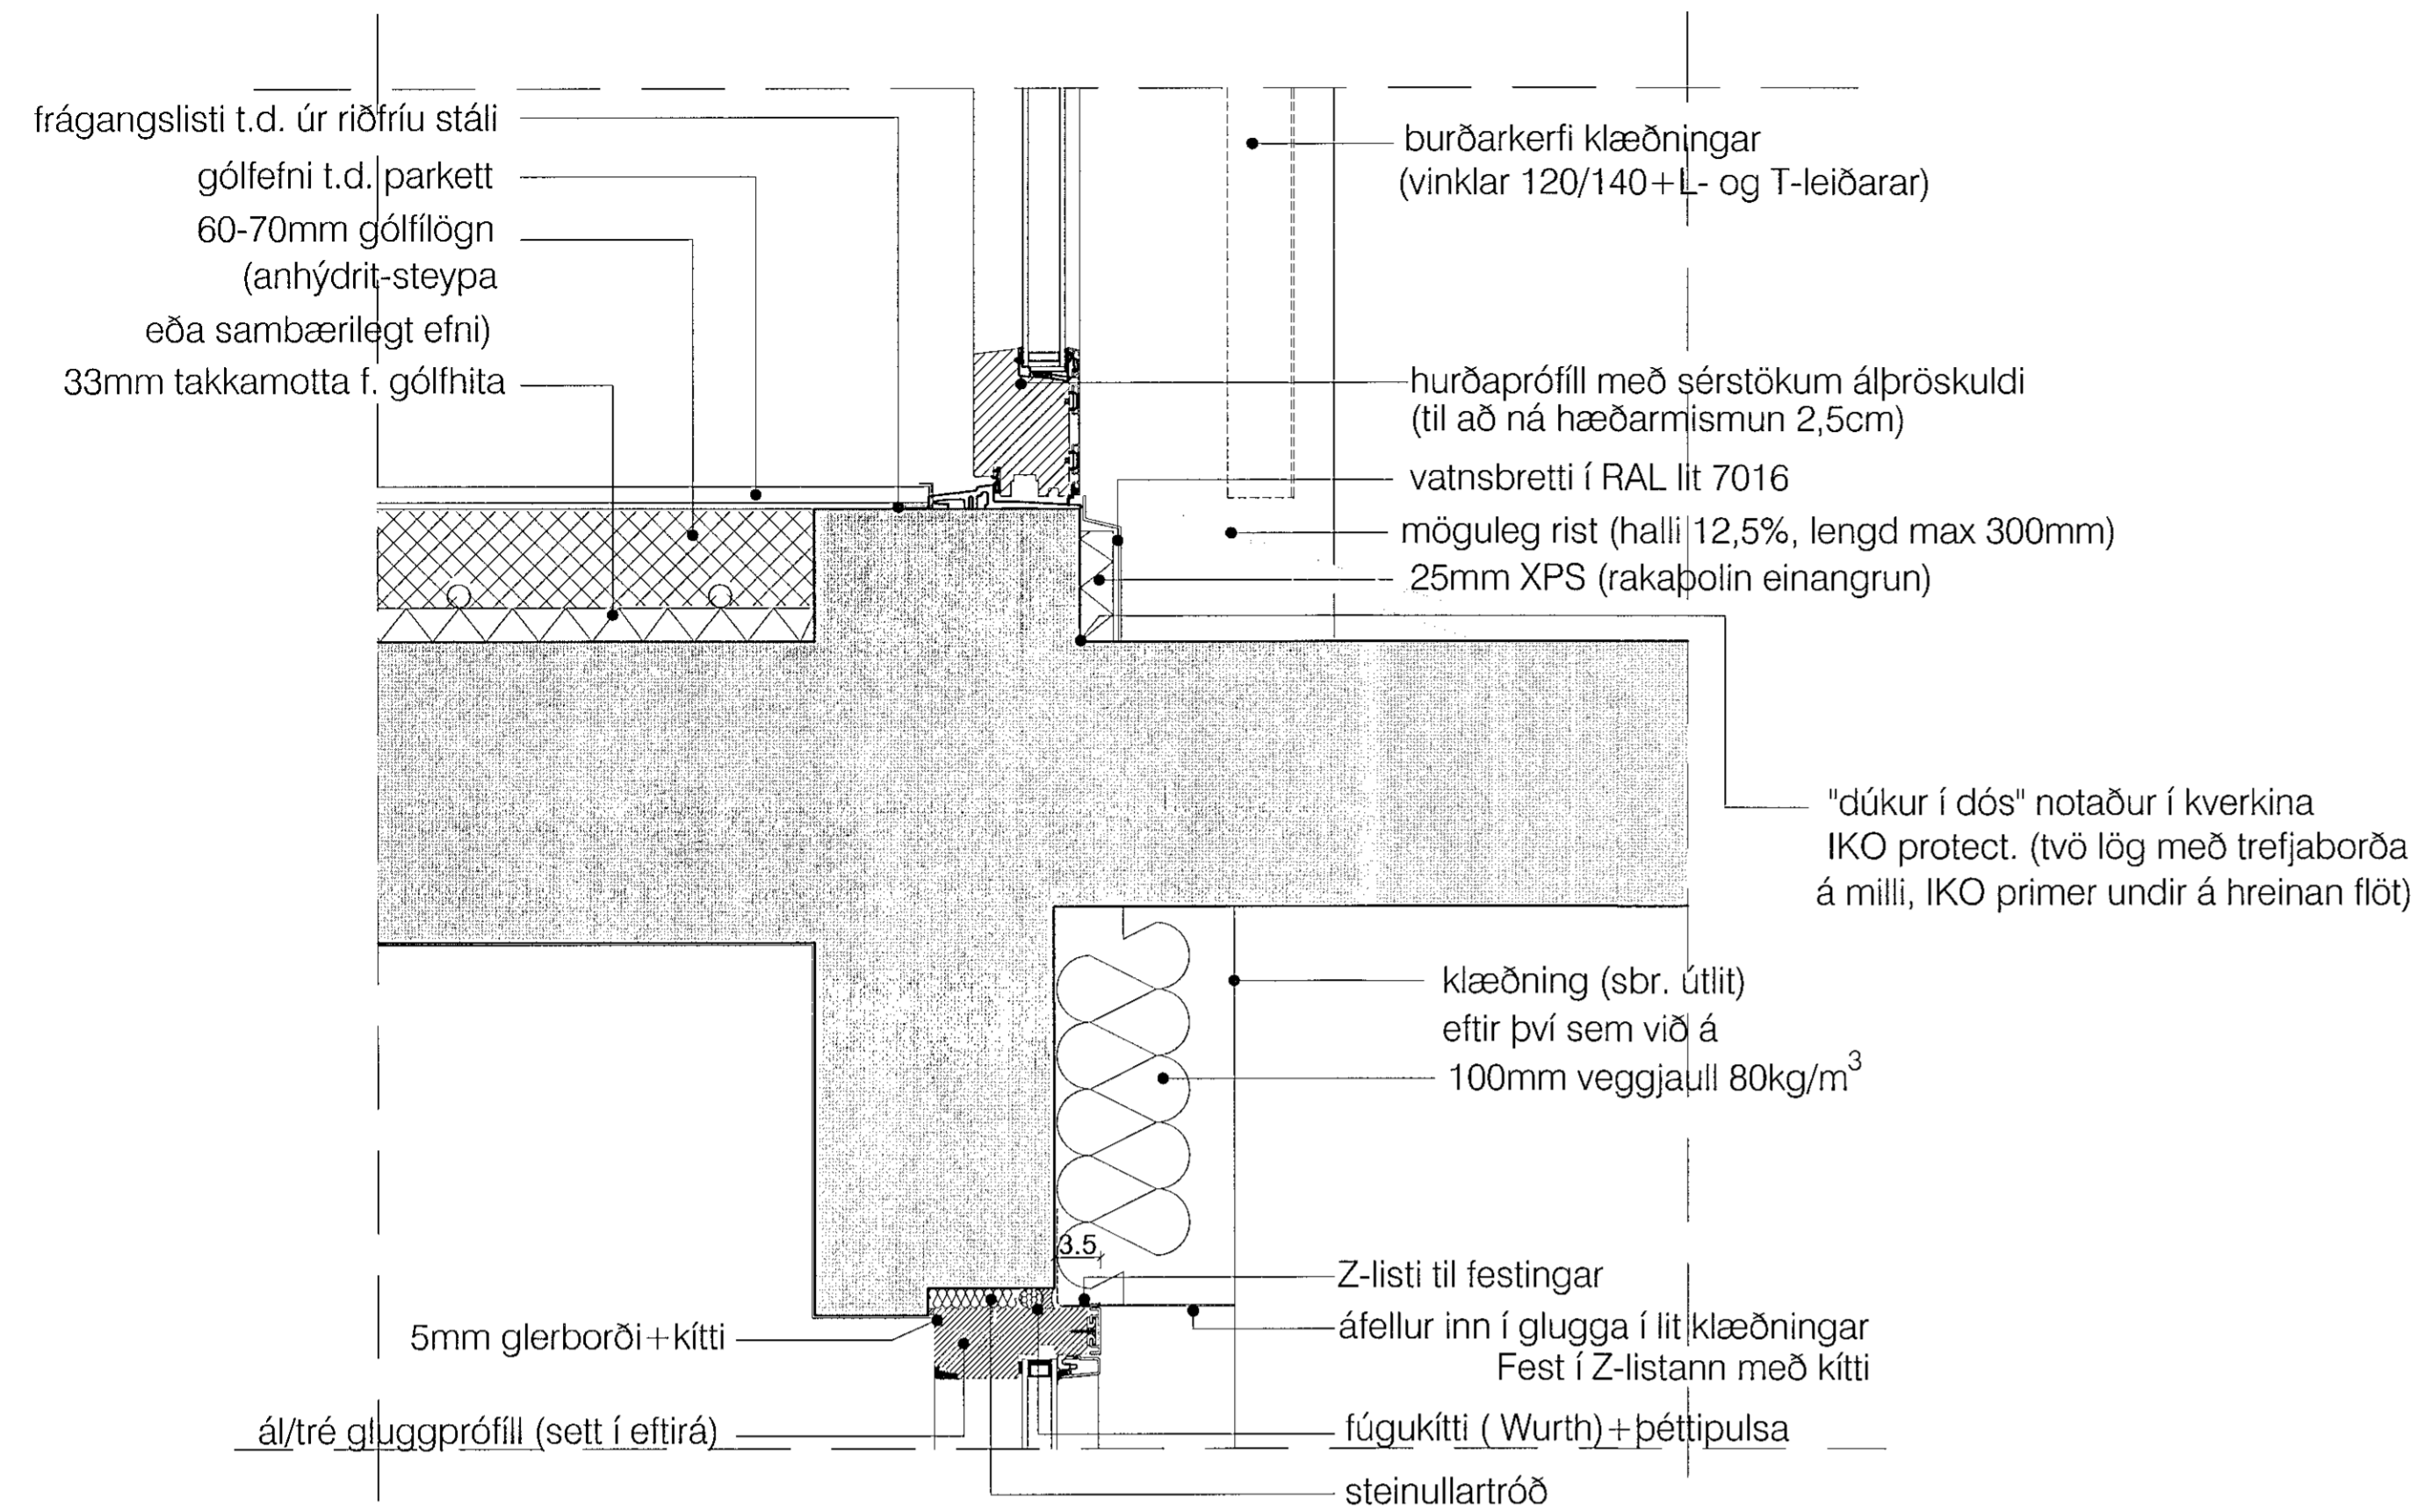 frágangslisti t.d. úr riðfríu stáli
gólfefni t.d. parkett
60-70mm gólfílögn
(anhýdrit-steypa
eða sambærilegt efni)
33mm takkamotta f. gólfhita
burðarkerfi klæðningar
(vinklar 120/140+L- og T-leiðarar)
hurðaprófíll með sérstökum álþröskuldi
(til að ná hæðarmismun 2,5cm)
vatnsbretti í RAL lit 7016
möguleg rist (halli 12,5%, lengd max 300mm)
25mm XPS (rakaþolin einangrun)
"dúkur í dós" notaður í kverkina
IKO protect. (tvö lög með trefjaborða
á milli, IKO primer undir á hreinan flöt)
klæðning (sbr. útlit)
eftir því sem við á
100mm veggjaull 80kg/m³
3.5
Z-listi til festingar
áfellur inn í glugga í lit klæðningar
Fest í Z-listann með kítti
5mm glerborði+kítti
ál/tré gluggprófíll (sett í eftirá)
fúgukítti ( Wurth)+þéttipulsa
steinullartróð